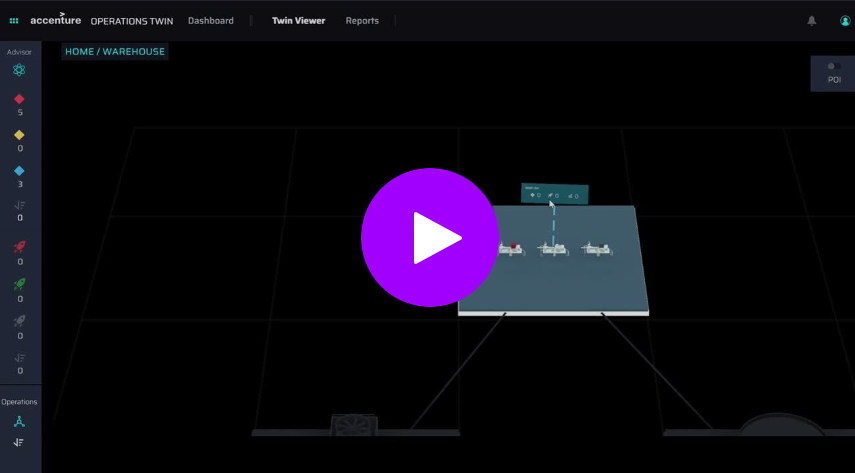 accenture OPERATIONS TWIN Dashboard Twin Viewer Reports
Advisor
HOME / WAREHOUSE
POI
5
0
3
0
0
0
0
0
Operations